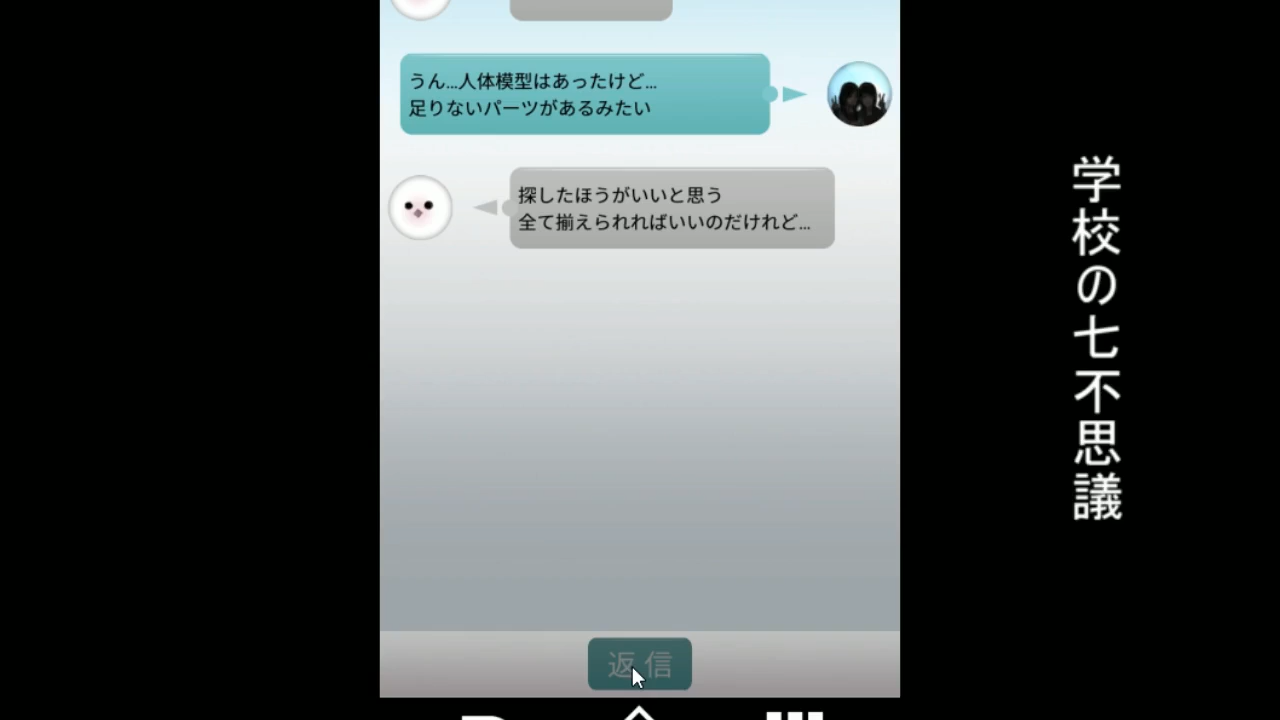 うん...人体模型はあったけど...
足りないパーツがあるみたい
探したほうがいいと思う
全て揃えられればいいのだけれど...
返信
学校の七不思議